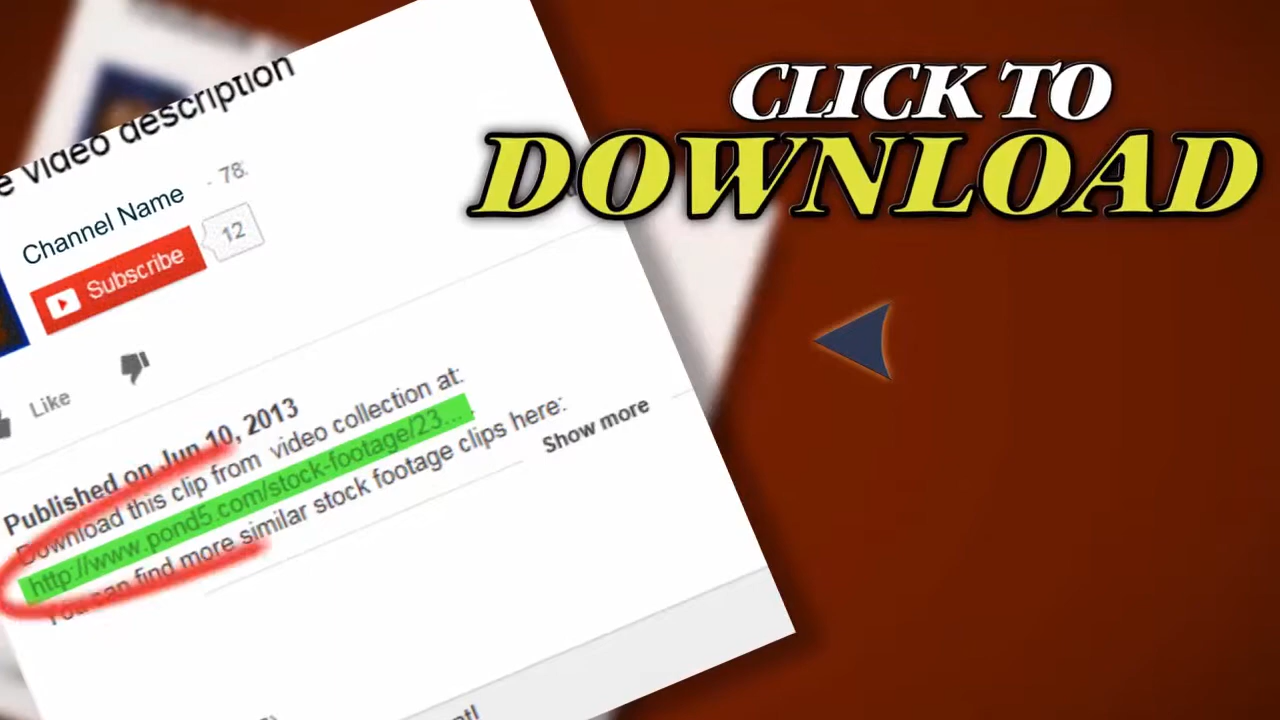 CLICK TO
DOWNLOAD
e video description
Channel Name
- 78
Subscribe
12
Like
Published on Jun 10, 2013
Download this clip from video collection at:
http://www.pond5.com/stock-footage/23...
You can find more similar stock footage clips here:
Show more